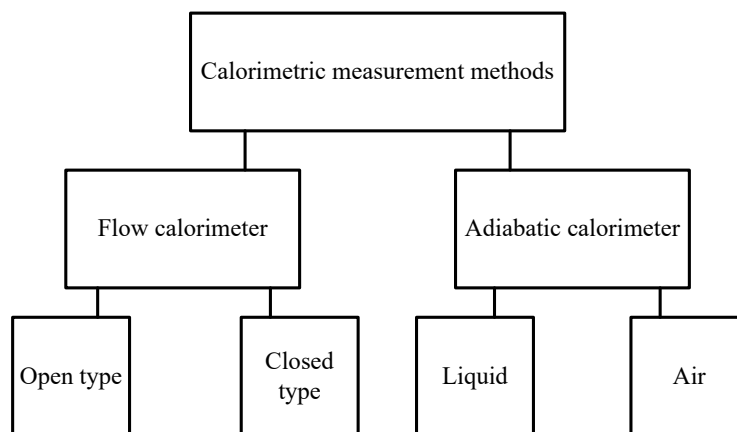 Calorimetric measurement methods
Flow calorimeter
Adiabatic calorimeter
Open type
Closed
type
Liquid
Air